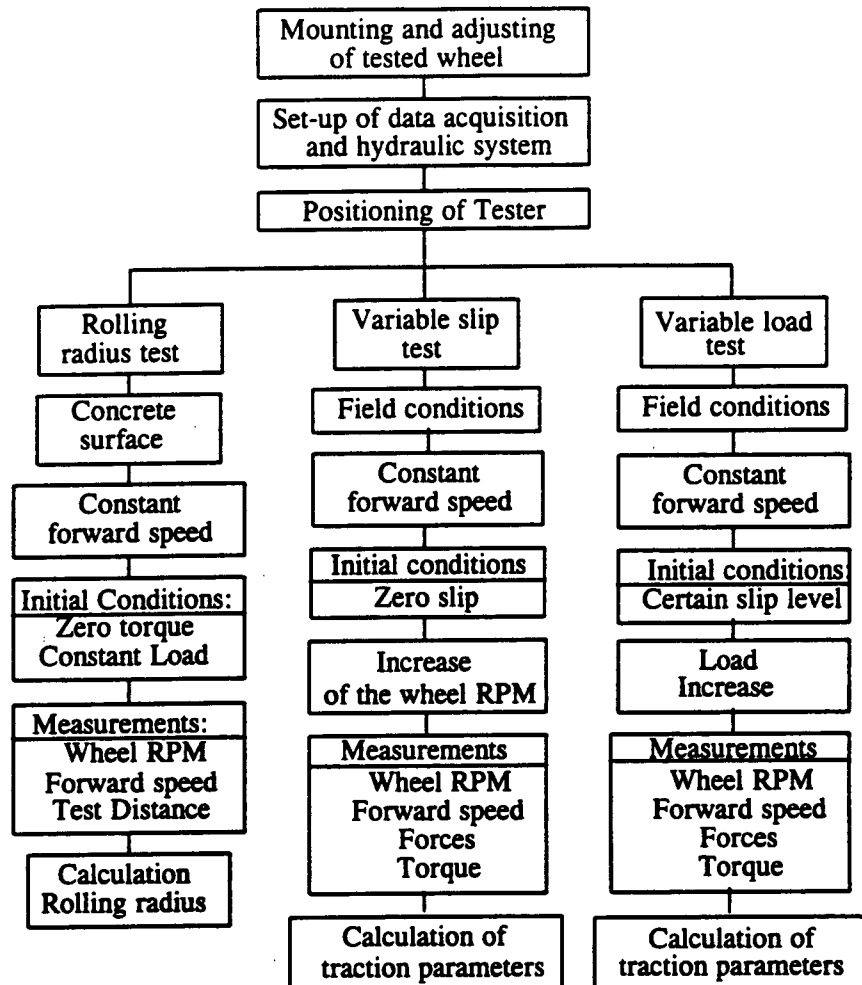 Mounting and adjusting
of tested wheel
Set-up of data acquisition
and hydraulic system
Positioning of Tester
Rolling
radius test
Concrete
surface
Constant
forward speed
Initial Conditions:
Zero torque
Constant Load
Measurements:
Wheel RPM
Forward speed
Test Distance
Calculation
Rolling radius
Variable slip
test
Field conditions
Constant
forward speed
Initial conditions
Zero slip
Increase
of the wheel RPM
Measurements
Wheel RPM
Forward speed
Forces
Torque
Calculation of
traction parameters
Variable load
test
Field conditions
Constant
forward speed
Initial conditions
Certain slip level
Load
Increase
Measurements
Wheel RPM
Forward speed
Forces
Torque
Calculation of
traction parameters